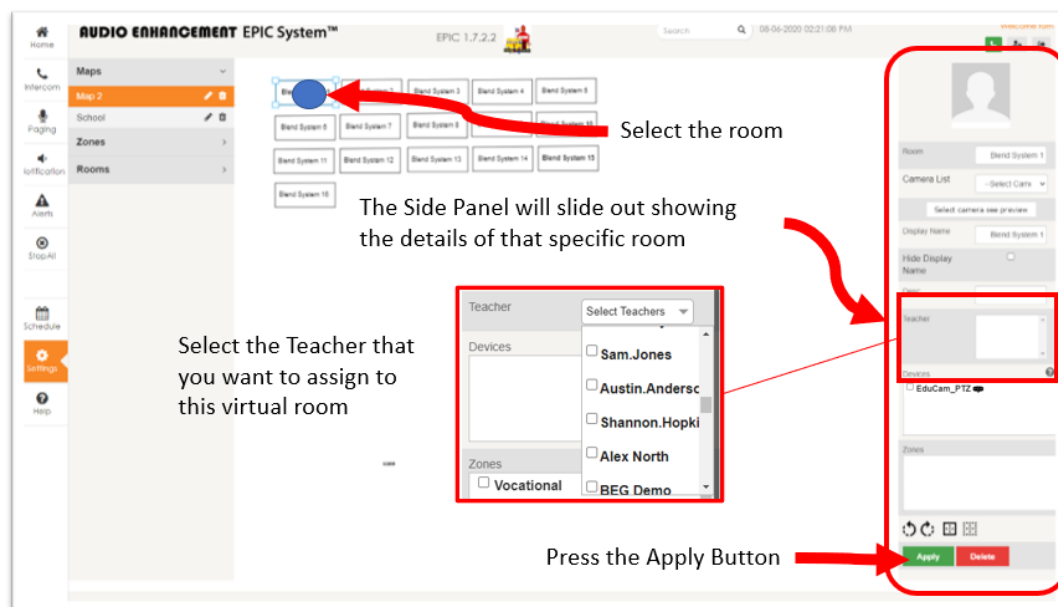 AUDIO ENHANCEMENT EPIC System™
EPIC 1.7.2.2
Search
08-06-2020 02:21:08 PM
Home
Intercom
Paging
Notification
Alerts
Stop All
Schedule
Settings
Help
Maps
Map 2
School
Zones
Rooms
Blend System 3
Blend System 4
Blend System 5
Blend System 6
Blend System 7
Blend System 8
Blend System 10
Blend System 11
Blend System 12
Blend System 13
Blend System 14
Blend System 15
Blend System 16
Select the room
The Side Panel will slide out showing
the details of that specific room
Select the Teacher that
you want to assign to
this virtual room
Teacher
Select Teachers
Devices
Sam.Jones
Austin.Anderso
Shannon.Hopki
Alex North
BEG Demo
Zones
Vocational
Press the Apply Button
Room
Blend System 1
Camera List
--Select Came
Select camera see preview
Display Name
Blend System 1
Hide Display
Name
Desc
Teacher
Devices
EduCam_PTZ
Zones
Apply
Delete